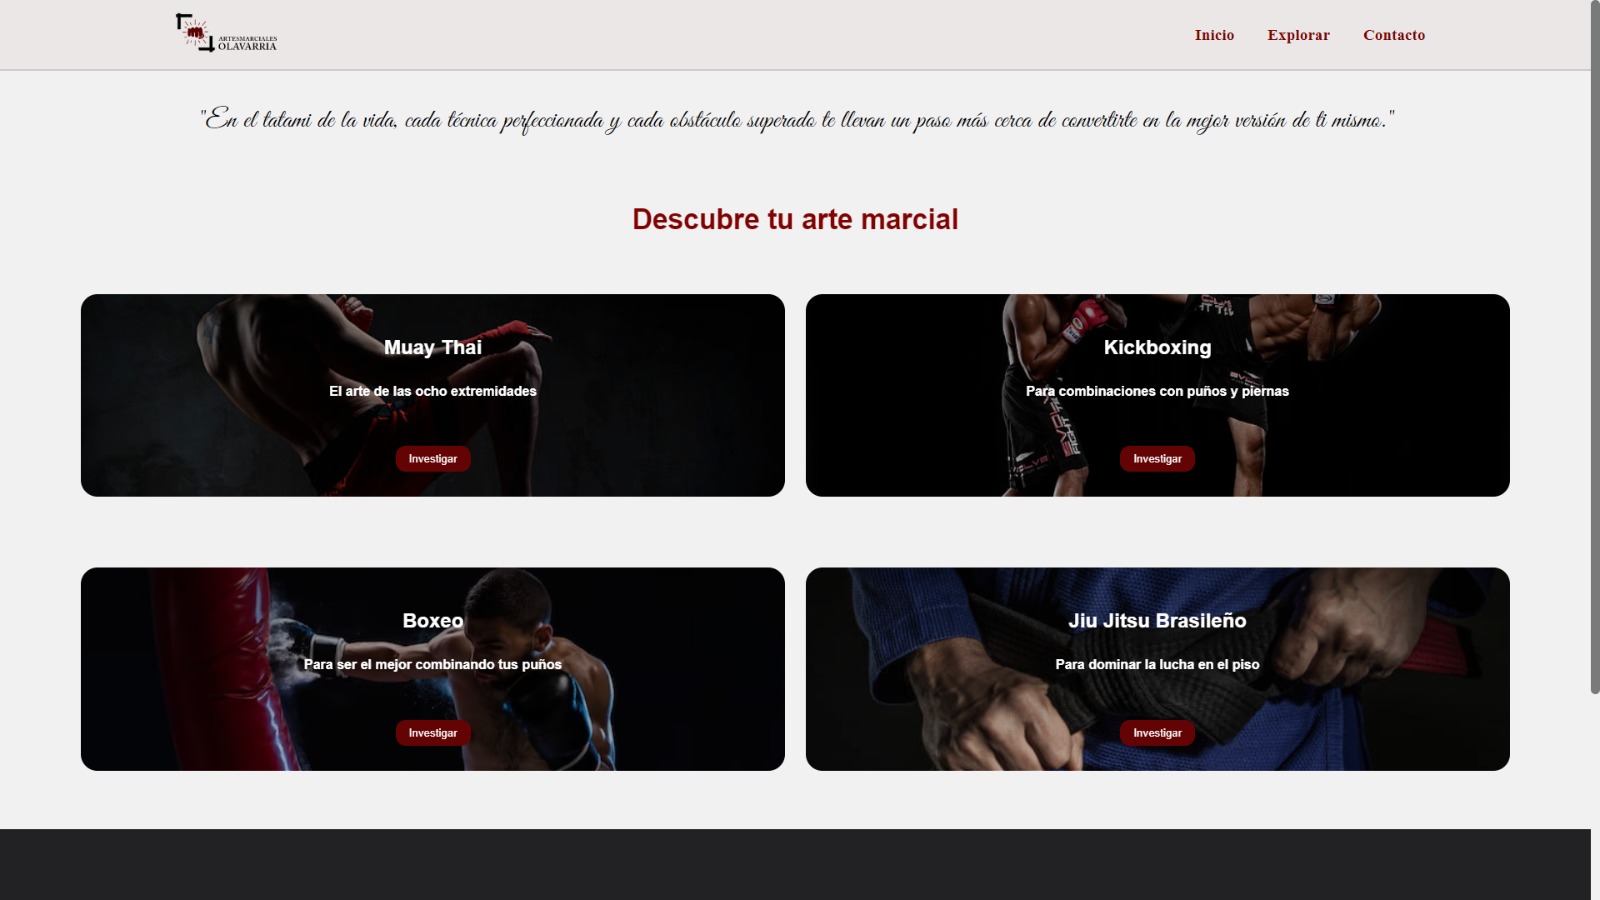 ARTESMARCIALES
OLAVARRIA
Inicio Explorar Contacto
"En el tatami de la vida, cada técnica perfeccionada y cada obstáculo superado te llevan un paso más cerca de convertirte en la mejor versión de ti mismo."
Descubre tu arte marcial
Muay Thai
El arte de las ocho extremidades
Investigar
Kickboxing
Para combinaciones con puños y piernas
Investigar
Boxeo
Para ser el mejor combinando tus puños
Investigar
Jiu Jitsu Brasileño
Para dominar la lucha en el piso
Investigar